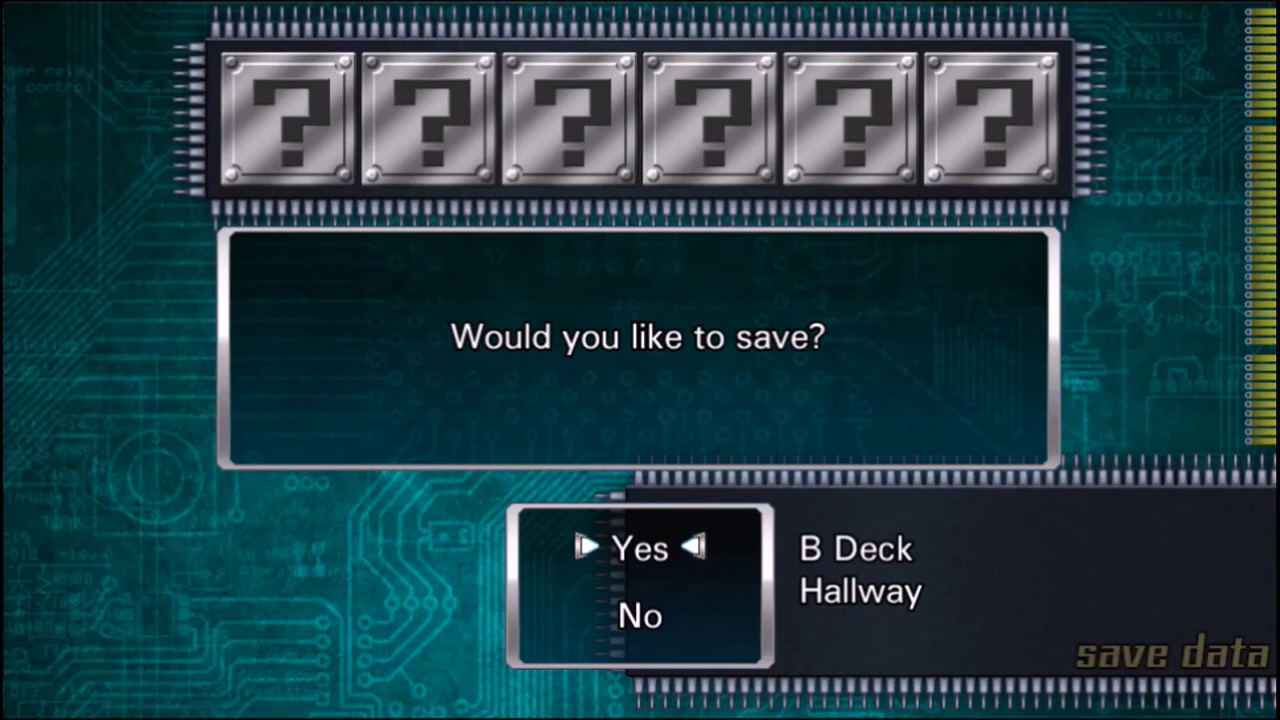 ? ? ? ? ? ?
Would you like to save?
Yes
No
B Deck
Hallway
save data